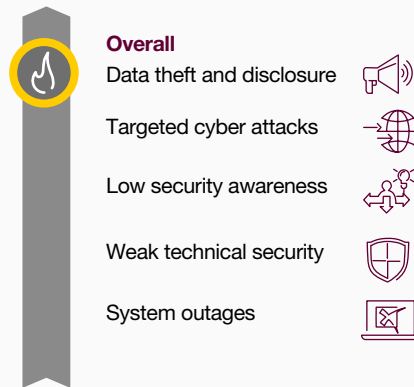 Overall
Data theft and disclosure
Targeted cyber attacks
Low security awareness
Weak technical security
System outages